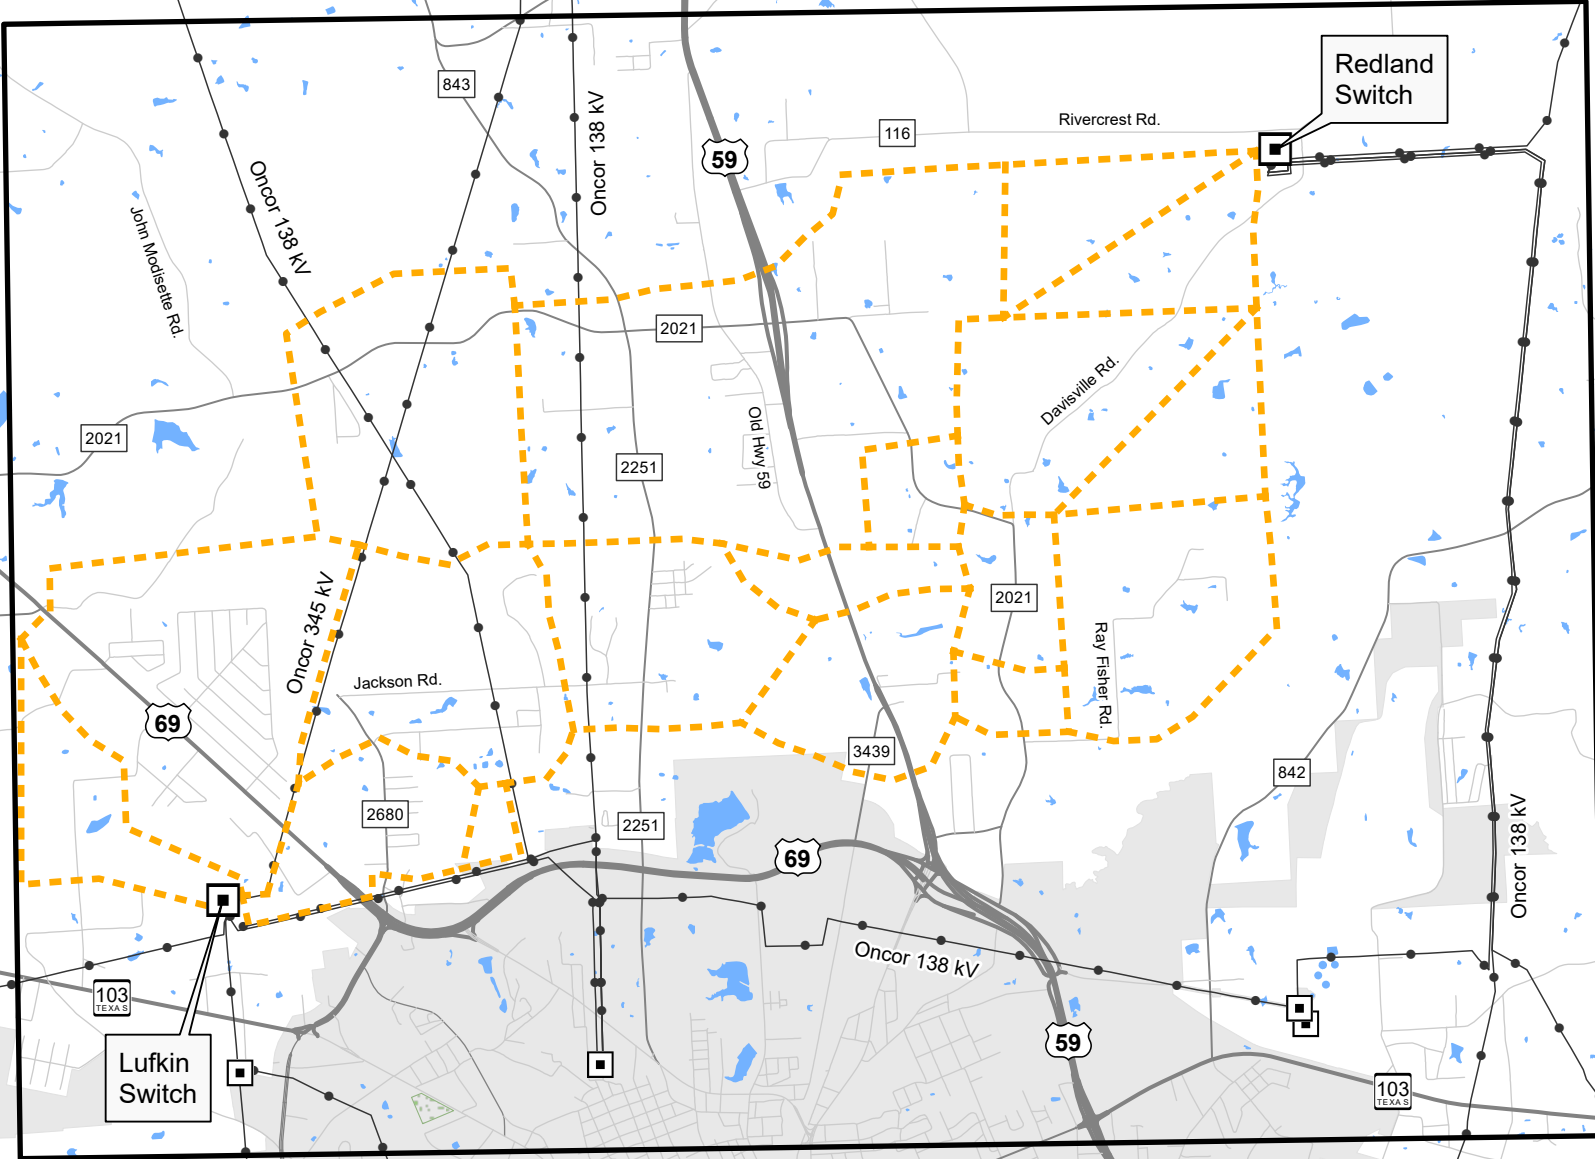 Redland
Switch
843
Oncor 138 kV
59
116
Rivercrest Rd.
Oncor 138 kV
John Modisette Rd.
2021
2021
Davisville Rd.
Old Hwy 59
2251
Oncor 345 kV
2021
Ray Fisher Rd.
Jackson Rd.
69
3439
842
2680
2251
Oncor 138 kV
69
Oncor 138 kV
103
TEXAS
59
Lufkin
Switch
103
TEXAS